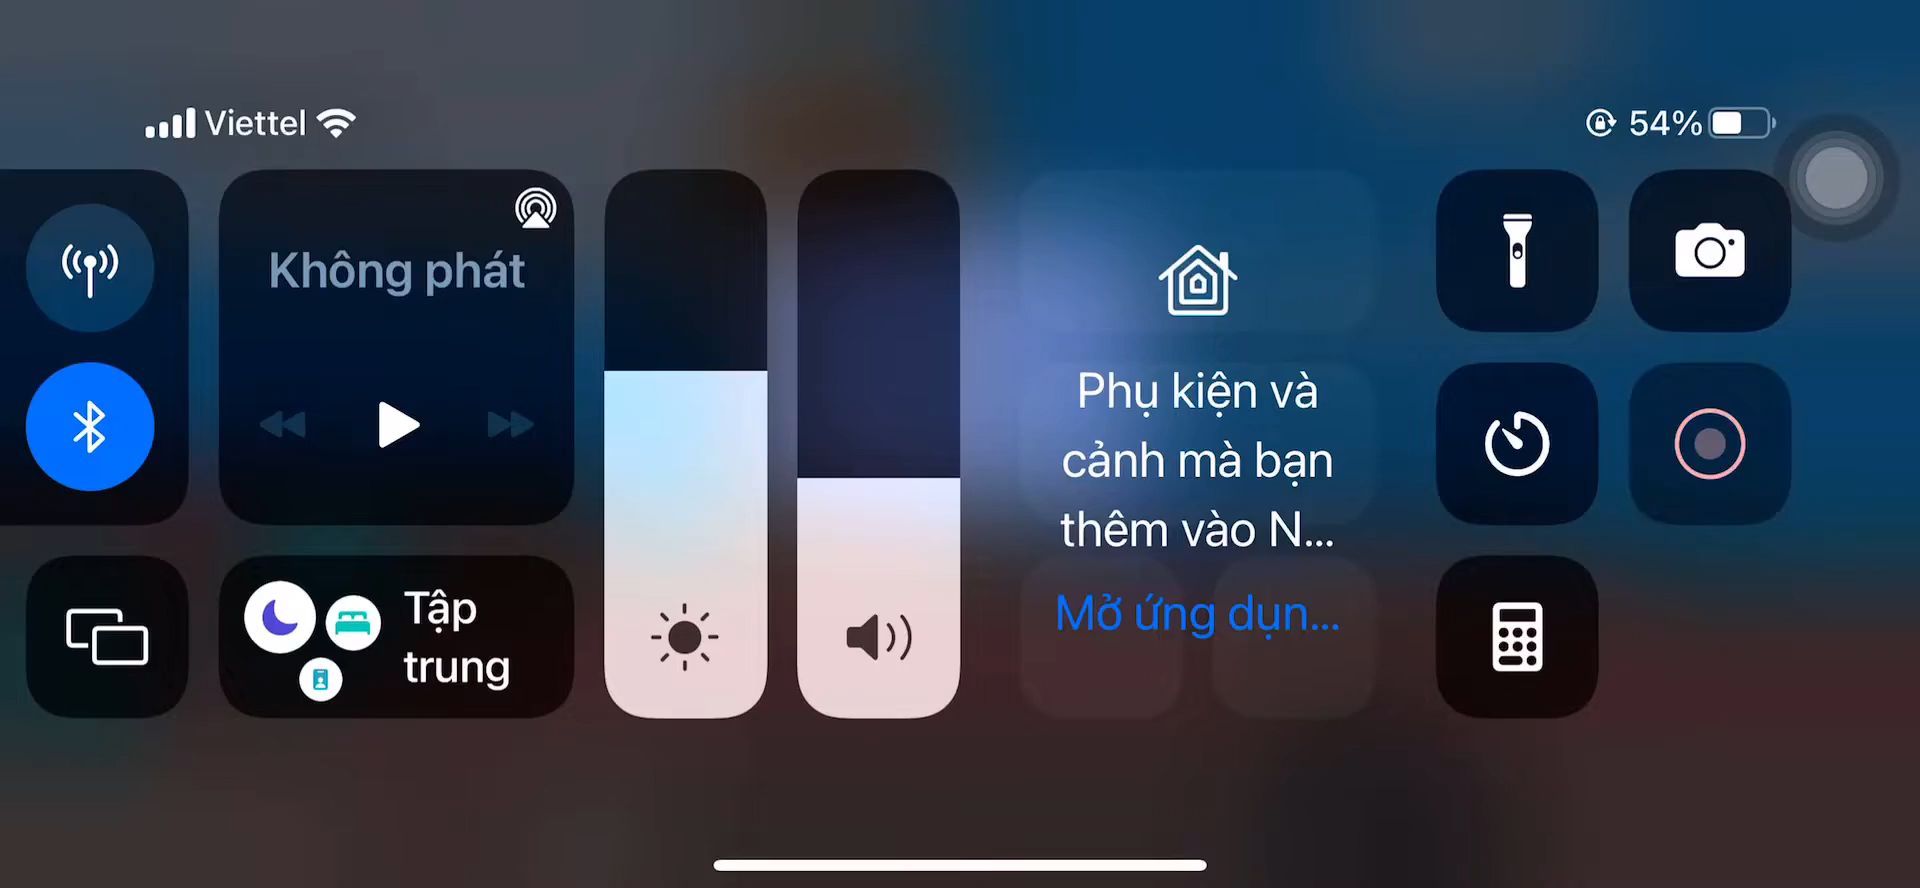 Viettel
54%
Không phát
Phụ kiện và
cảnh mà bạn
thêm vào N...
Mở ứng dụn...
Tập
trung